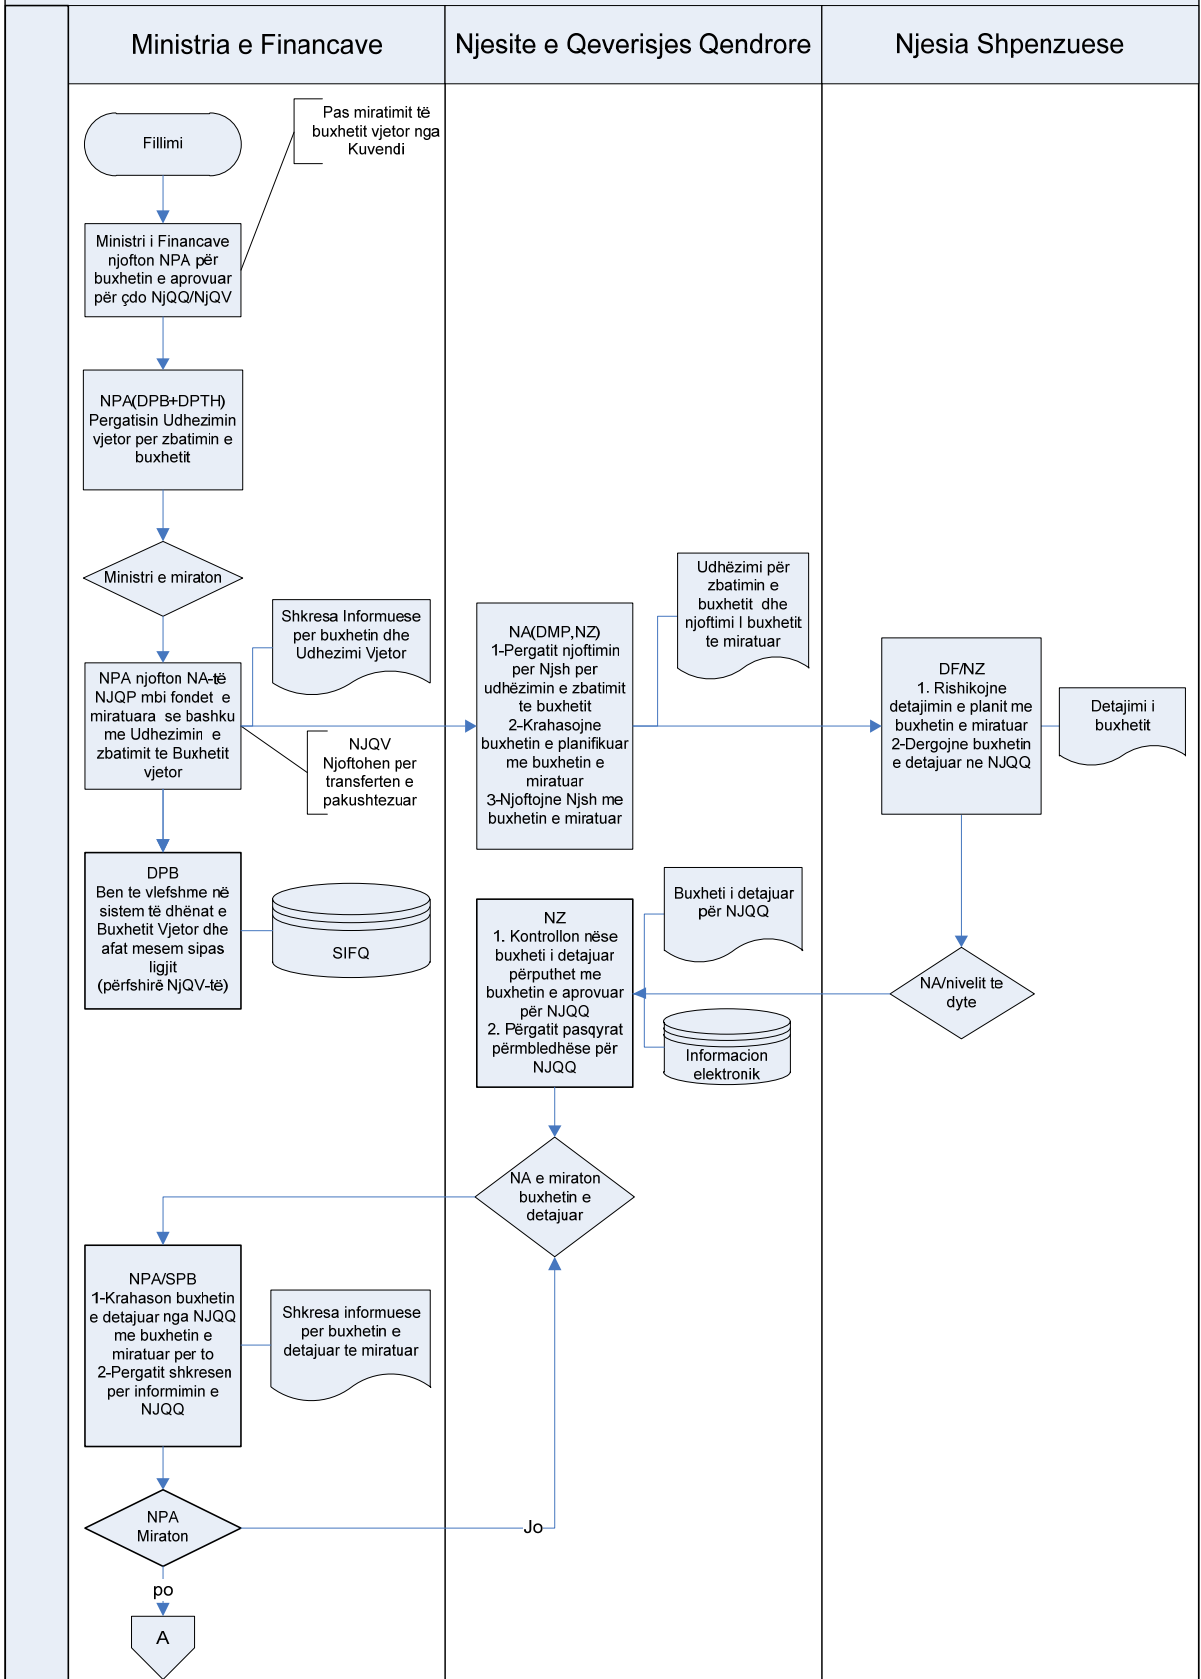 Ministria e Financave
Njesite e Qeverisjes Qendrore
Njesia Shpenzuese
Fillimi
Pas miratimit të
buxhetit vjetor nga
Kuvendi
Ministri i Financave
njofton NPA për
buxhetin e aprovuar
për çdo NjQQ/NjQV
NPA(DPB+DPTH)
Pergatisin Udhezimin
vjetor per zbatimin e
buxhetit
Ministri e miraton
Shkresa Informuese
per buxhetin dhe
Udhezimi Vjetor
NPA njofton NA-të
NJQP mbi fondet e
miratuara se bashku
me Udhezimin e
zbatimit te Buxhetit
vjetor
NJQV
Njoftohen per
transferten e
pakushtezuar
NA(DMP,NZ)
1-Pergatit njoftimin
per Njsh per
udhëzimin e zbatimit
te buxhetit
2-Krahasojne
buxhetin e planifikuar
me buxhetin e
miratuar
3-Njoftojne Njsh me
buxhetin e miratuar
Udhëzimi për
zbatimin e
buxhetit dhe
njoftimi I buxhetit
te miratuar
DF/NZ
1. Rishikojne
detajimin e planit me
buxhetin e miratuar
2-Dergojne buxhetin
e detajuar ne NJQQ
Detajimi i
buxhetit
DPB
Ben te vlefshme në
sistem të dhënat e
Buxhetit Vjetor dhe
afat mesem sipas
ligjit
(përfshirë NjQV-të)
SIFQ
NZ
1. Kontrollon nëse
buxheti i detajuar
përputhet me
buxhetin e aprovuar
për NJQQ
2. Përgatit pasqyrat
përmbledhëse për
NJQQ
Buxheti i detajuar
për NJQQ
Informacion
elektronik
NA/nivelit te
dyte
NA e miraton
buxhetin e
detajuar
NPA/SPB
1-Krahason buxhetin
e detajuar nga NJQQ
me buxhetin e
miratuar per to
2-Pergatit shkresen
per informimin e
NJQQ
Shkresa informuese
per buxhetin e
detajuar te miratuar
NPA
Miraton
Jo
po
A